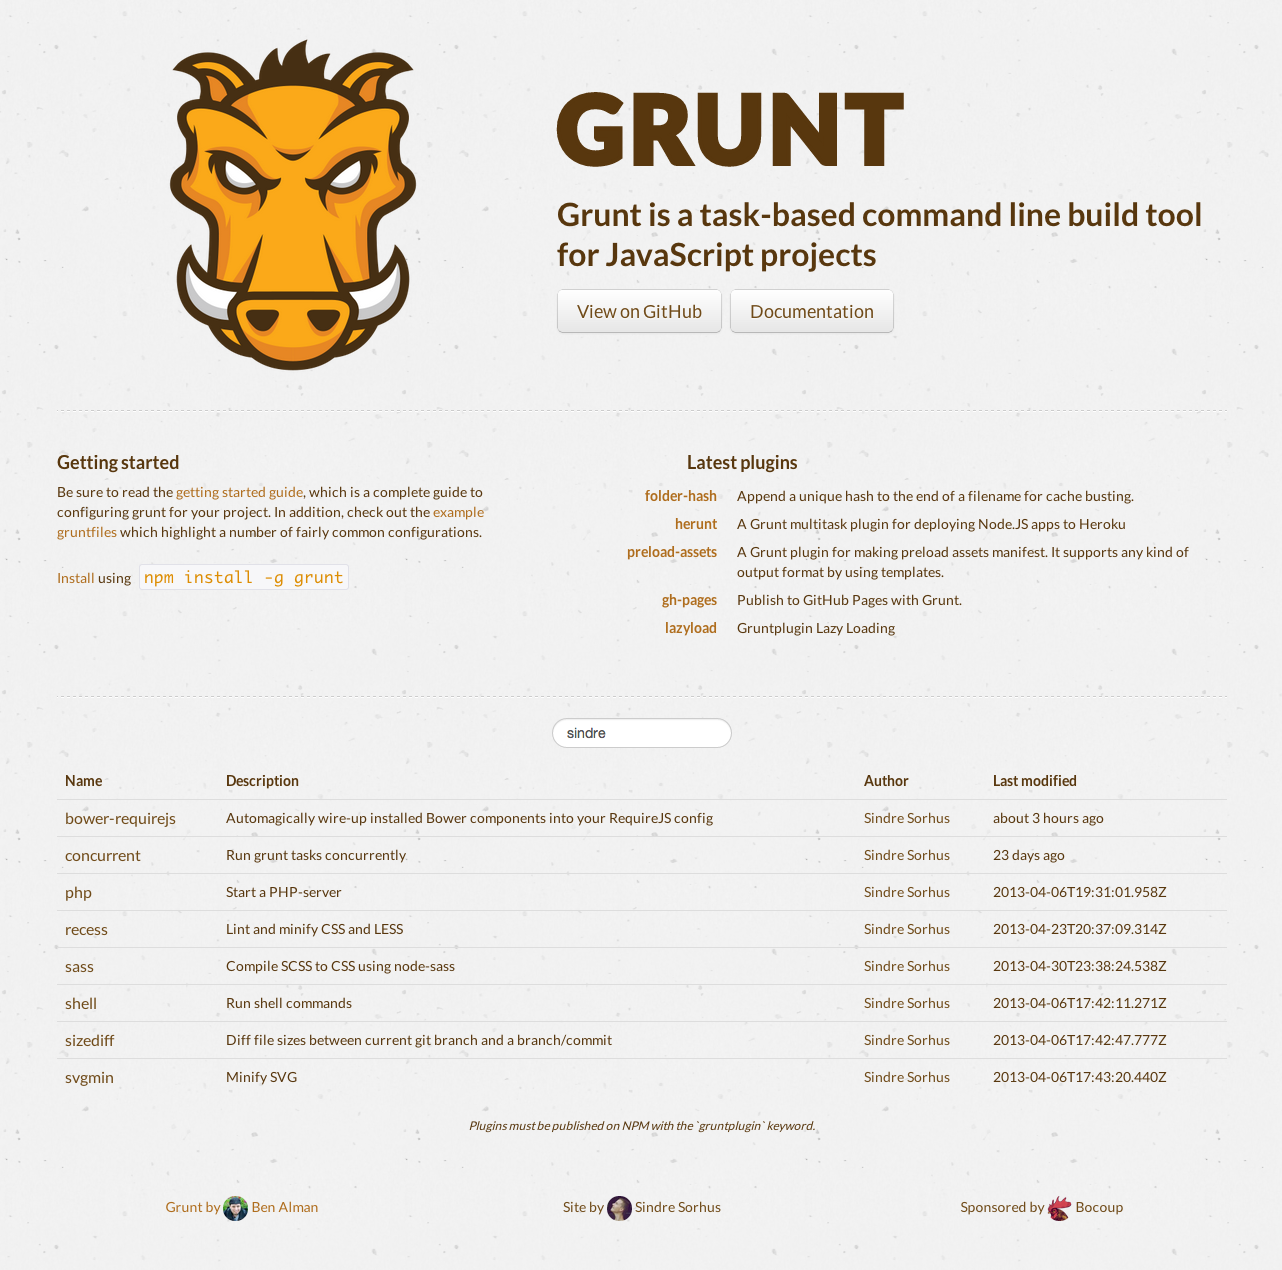 GRUNT
Grunt is a task-based command line build tool
for JavaScript projects
View on GitHub Documentation
Getting started
Be sure to read the getting started guide, which is a complete guide to
configuring grunt for your project. In addition, check out the example
gruntfiles which highlight a number of fairly common configurations.
Install using npm install -g grunt
Latest plugins
folder-hash Append a unique hash to the end of a filename for cache busting.
herunt A Grunt multitask plugin for deploying Node.JS apps to Heroku
preload-assets A Grunt plugin for making preload assets manifest. It supports any kind of
output format by using templates.
gh-pages Publish to GitHub Pages with Grunt.
lazyload Gruntplugin Lazy Loading
sindre
Name Description Author Last modified
bower-requirejs Automagically wire-up installed Bower components into your RequireJS config Sindre Sorhus about 3 hours ago
concurrent Run grunt tasks concurrently Sindre Sorhus 23 days ago
php Start a PHP-server Sindre Sorhus 2013-04-06T19:31:01.958Z
recess Lint and minify CSS and LESS Sindre Sorhus 2013-04-23T20:37:09.314Z
sass Compile SCSS to CSS using node-sass Sindre Sorhus 2013-04-30T23:38:24.538Z
shell Run shell commands Sindre Sorhus 2013-04-06T17:42:11.271Z
sizediff Diff file sizes between current git branch and a branch/commit Sindre Sorhus 2013-04-06T17:42:47.777Z
svgmin Minify SVG Sindre Sorhus 2013-04-06T17:43:20.440Z
Plugins must be published on NPM with the `gruntplugin` keyword.
Grunt by Ben Alman Site by Sindre Sorhus Sponsored by Bocoup